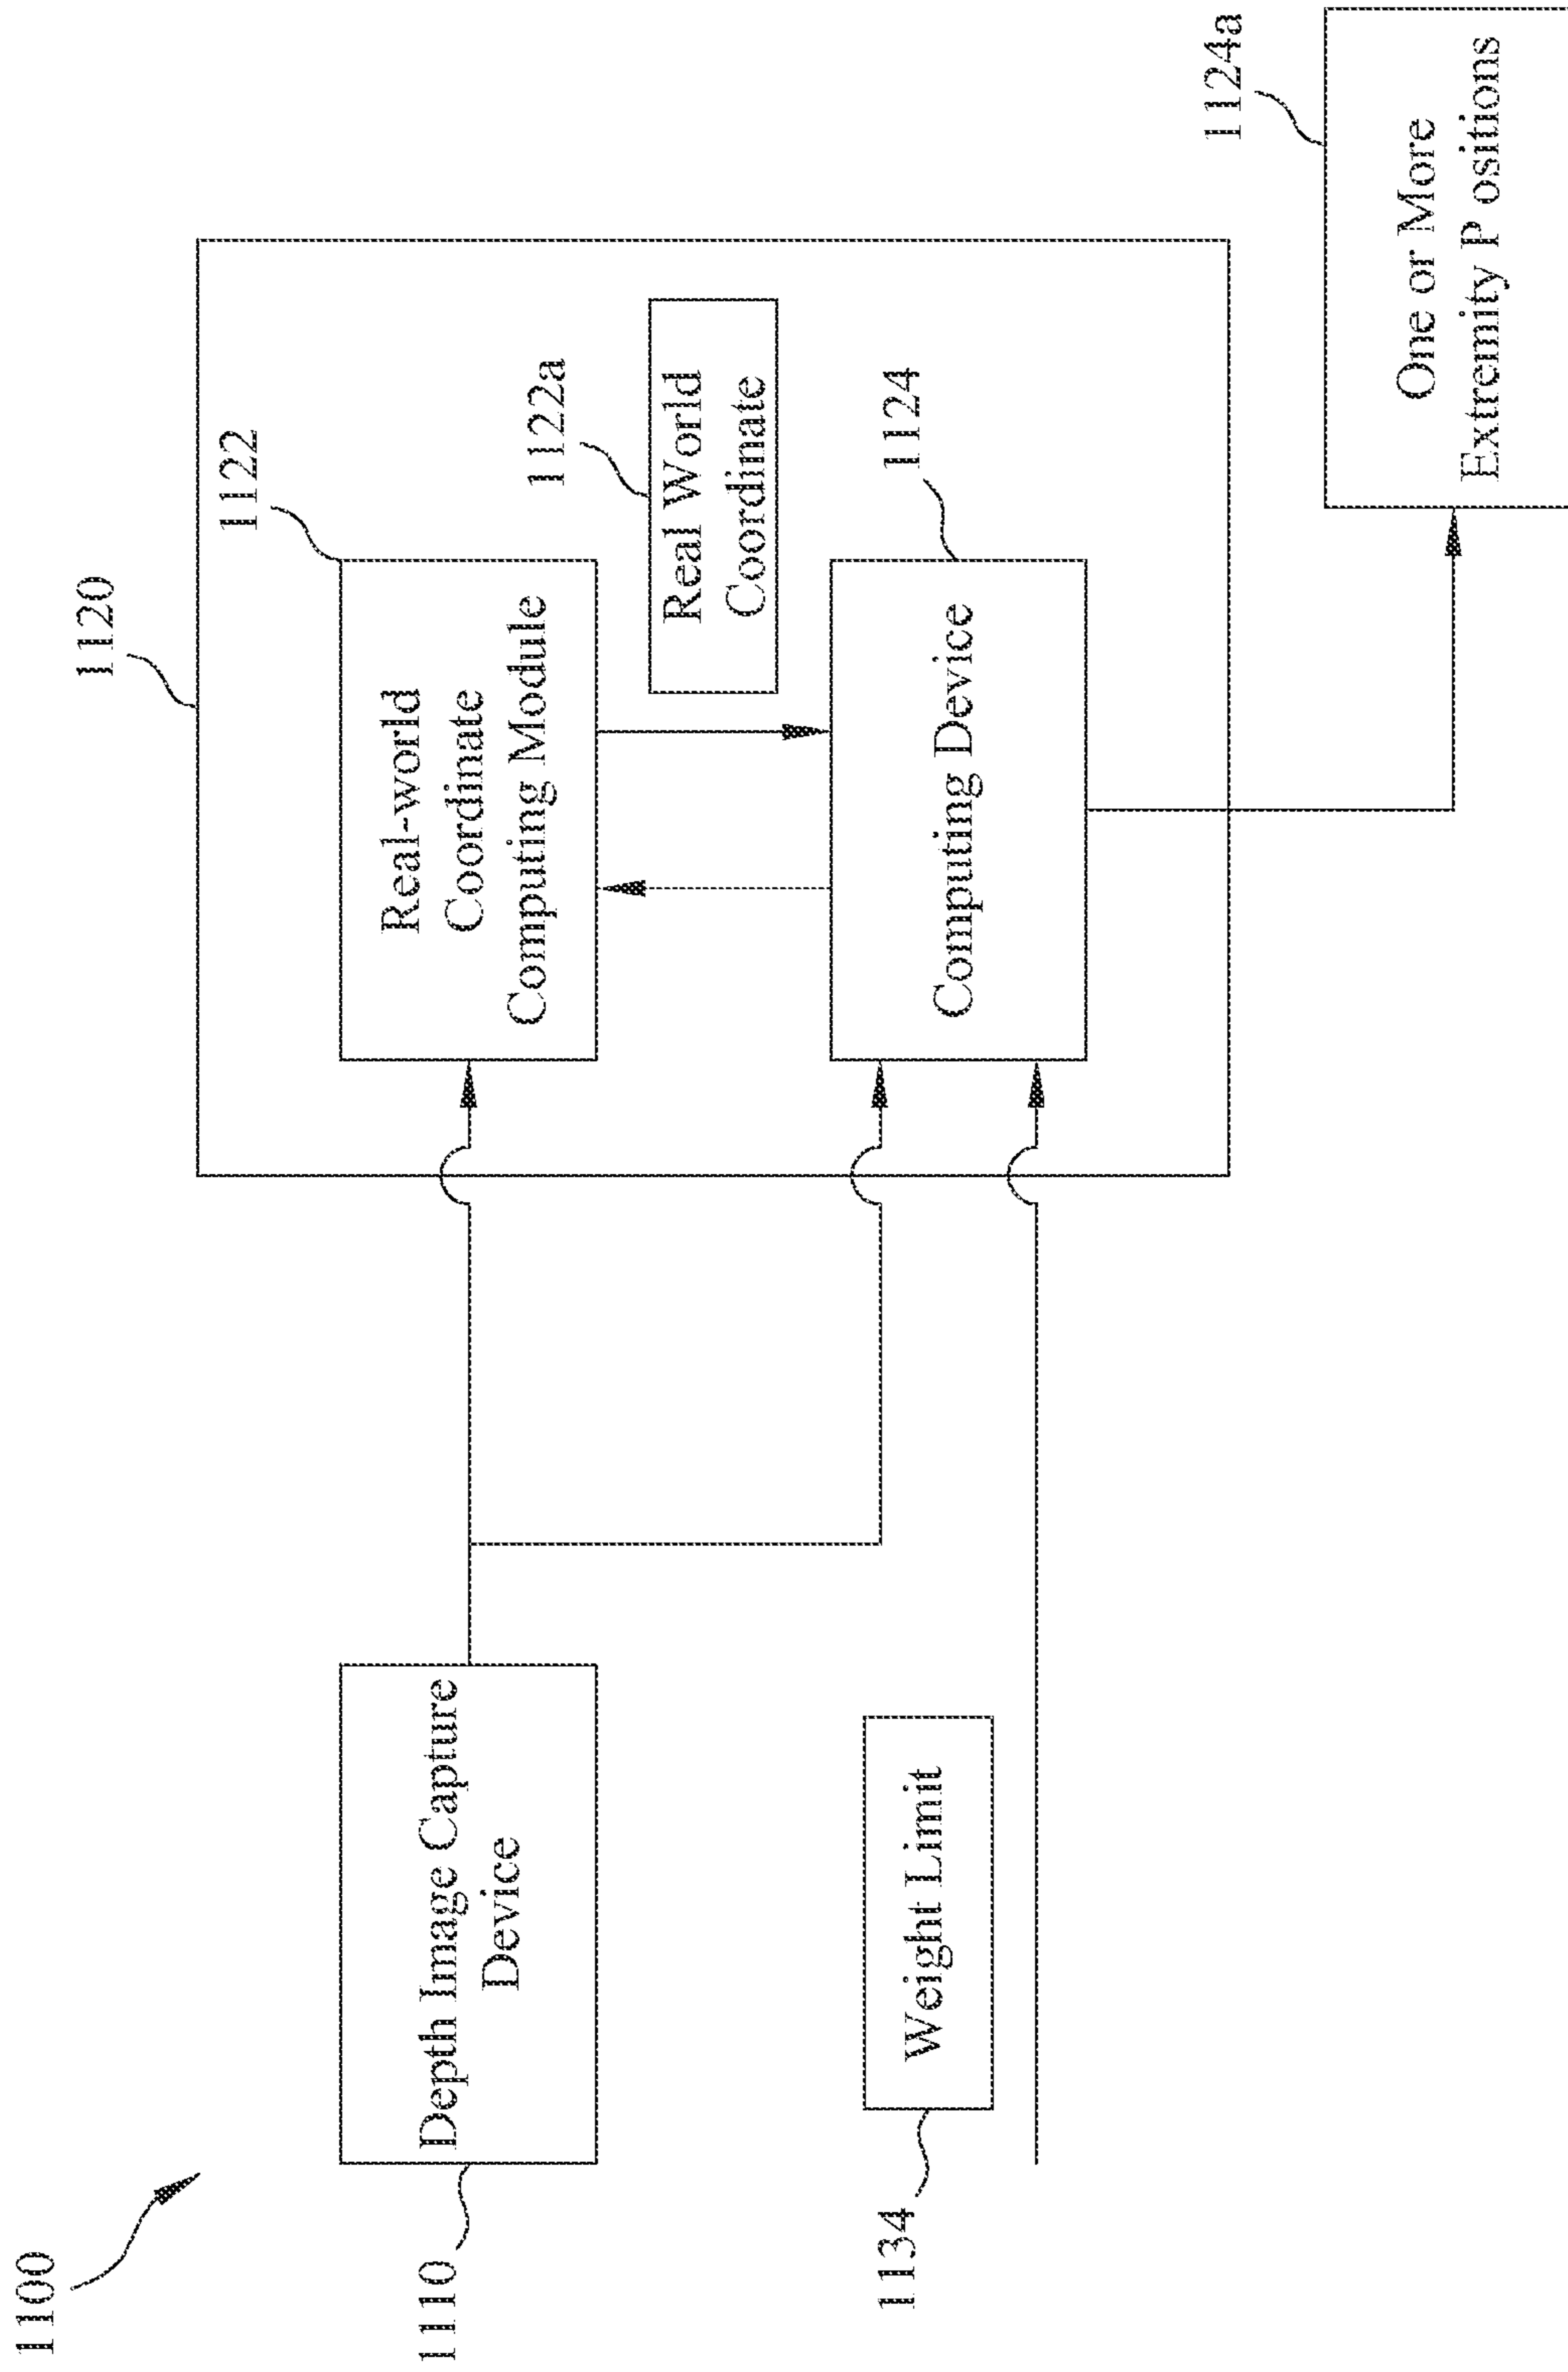 1100
1110
Depth Image Capture
Device
1134
Weight Limit
1120
1122
Real-world
Coordinate
Computing Module
1122a
Real World
Coordinate
1124
Computing Device
1124a
One or More
Extremity P ositions